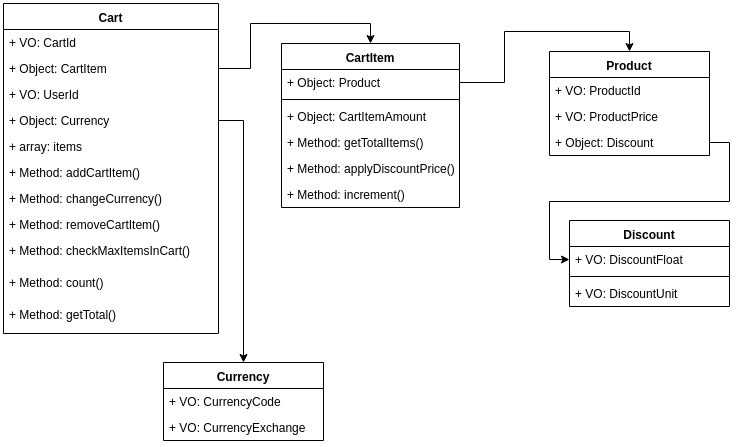 Cart
+ VO: CartId
+ Object: CartItem
+ VO: UserId
+ Object: Currency
+ array: items
+ Method: addCartItem()
+ Method: changeCurrency()
+ Method: removeCartItem()
+ Method: checkMaxItemsInCart()
+ Method: count()
+ Method: getTotal()
CartItem
+ Object: Product
+ Object: CartItemAmount
+ Method: getTotalItems()
+ Method: applyDiscountPrice()
+ Method: increment()
Product
+ VO: ProductId
+ VO: ProductPrice
+ Object: Discount
Discount
+ VO: DiscountFloat
+ VO: DiscountUnit
Currency
+ VO: CurrencyCode
+ VO: CurrencyExchange